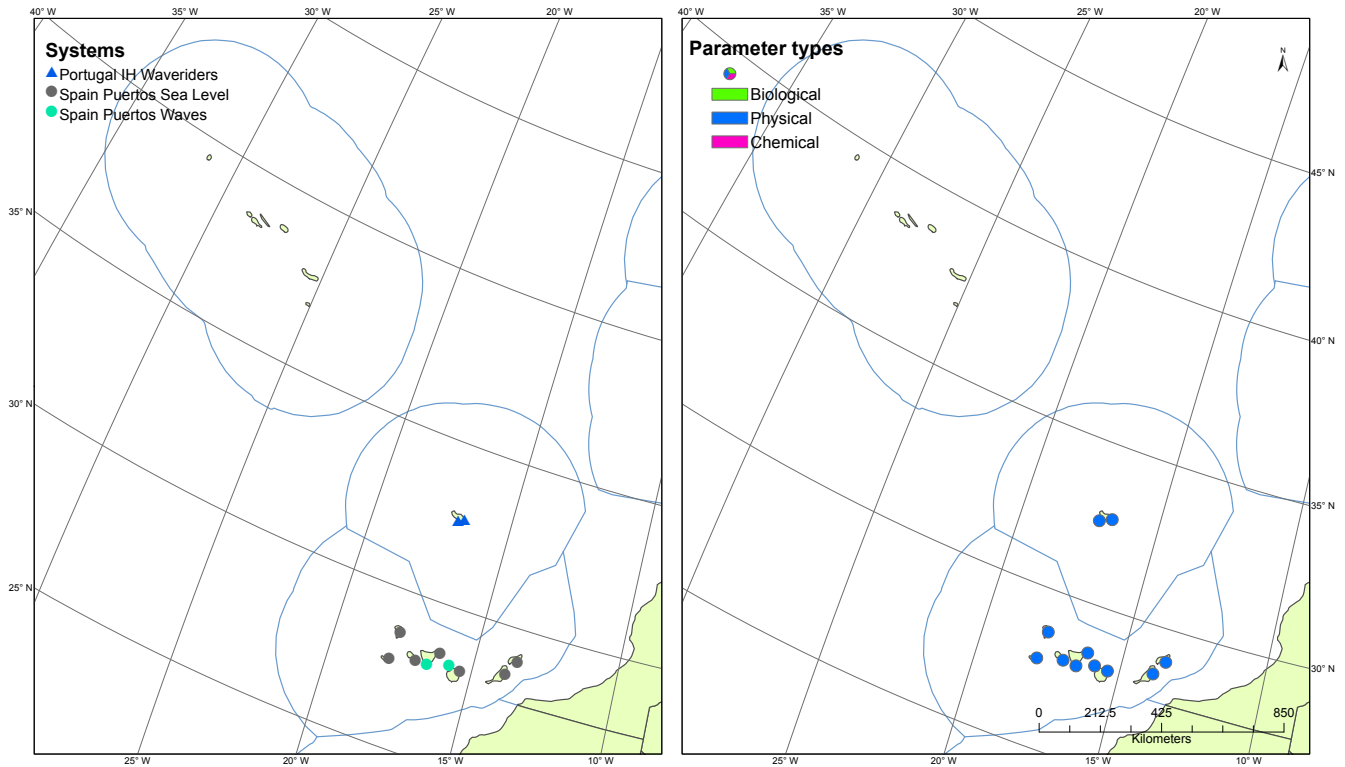 40° W
35° W
30° W
25° W
20° W
40° W
35° W
30° W
25° W
20° W
Systems
Portugal IH Waveriders
Spain Puertos Sea Level
Spain Puertos Waves
Parameter types
Biological
Physical
Chemical
N
45° N
35° N
40° N
30° N
35° N
25° N
30° N
0
212.5
425
850
Kilometers
25° W
20° W
15° W
10° W
25° W
20° W
15° W
10° W